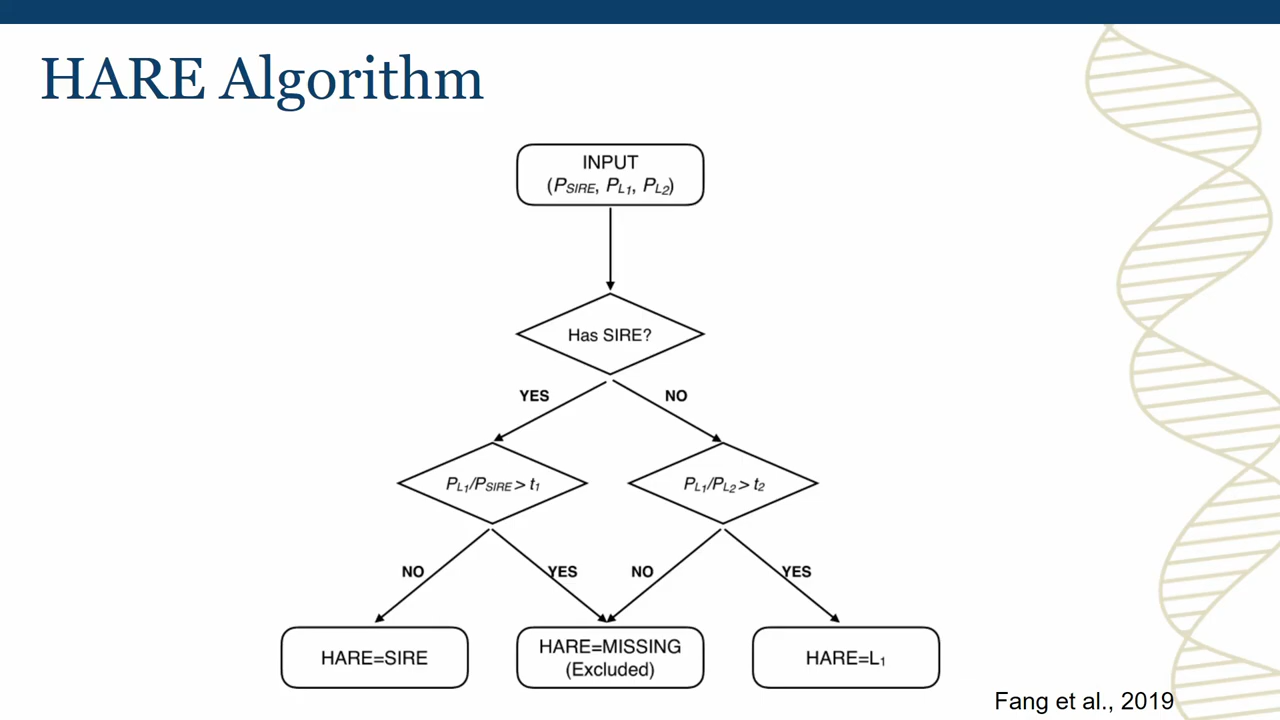 HARE Algorithm
INPUT
(PSIRE, PL1, PL2)
Has SIRE?
YES
NO
PL1/PSIRE > t1
PL1/PL2 > t2
NO
YES
NO
YES
HARE=SIRE
HARE=MISSING
(Excluded)
HARE=L1
Fang et al., 2019